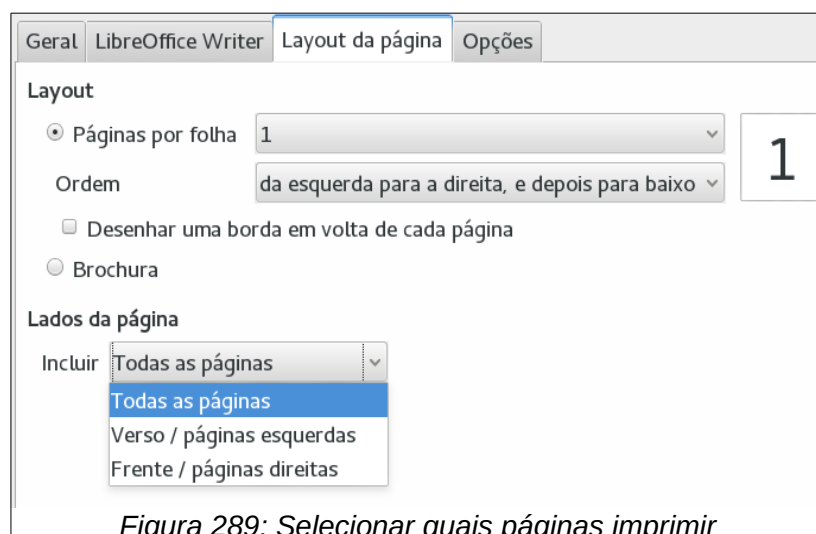 Geral LibreOffice Writer Layout da página Opções
Layout
Páginas por folha 1
1
Ordem da esquerda para a direita, e depois para baixo
Desenhar uma borda em volta de cada página
Brochura
Lados da página
Incluir Todas as páginas
Todas as páginas
Verso / páginas esquerdas
Frente / páginas direitas
Figura 289: Selecionar quais páginas imprimir